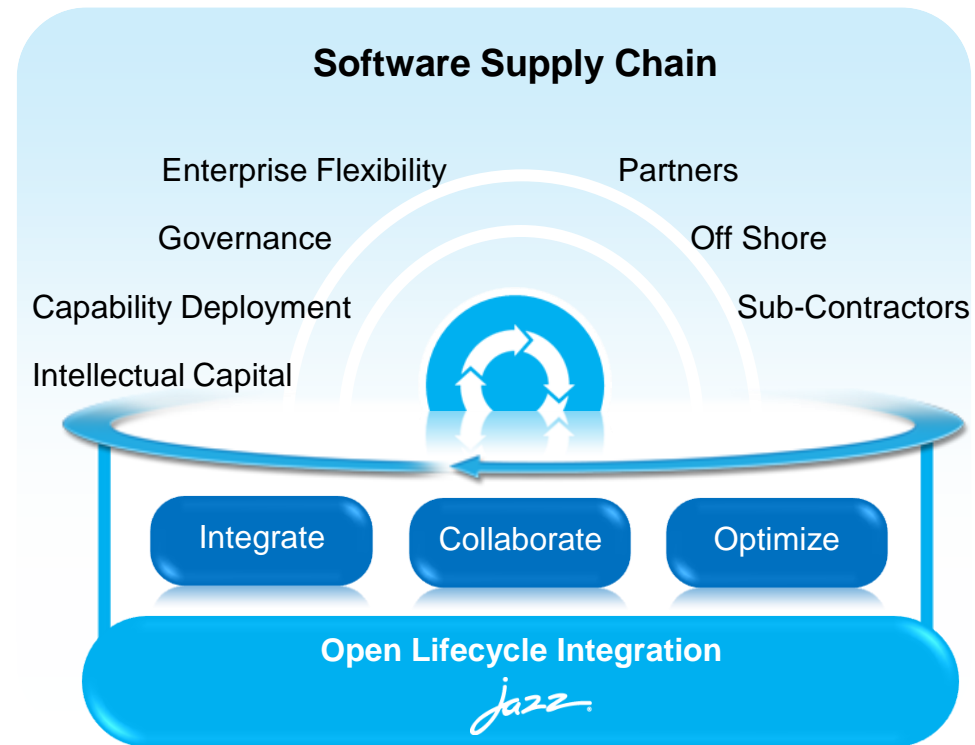 Software Supply Chain
Enterprise Flexibility
Partners
Governance
Off Shore
Capability Deployment
Sub-Contractors
Intellectual Capital
Integrate
Collaborate
Optimize
Open Lifecycle Integration
jazz®